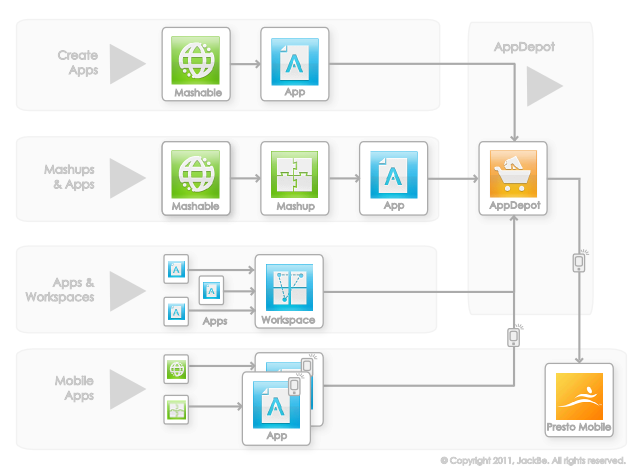 Create
Apps
Mashable
App
AppDepot
Mashups
& Apps
Mashable
Mashup
App
AppDepot
Apps &
Workspaces
Apps
Workspace
Mobile
Apps
App
Presto Mobile
© Copyright 2011, JackBe. All rights reserved.